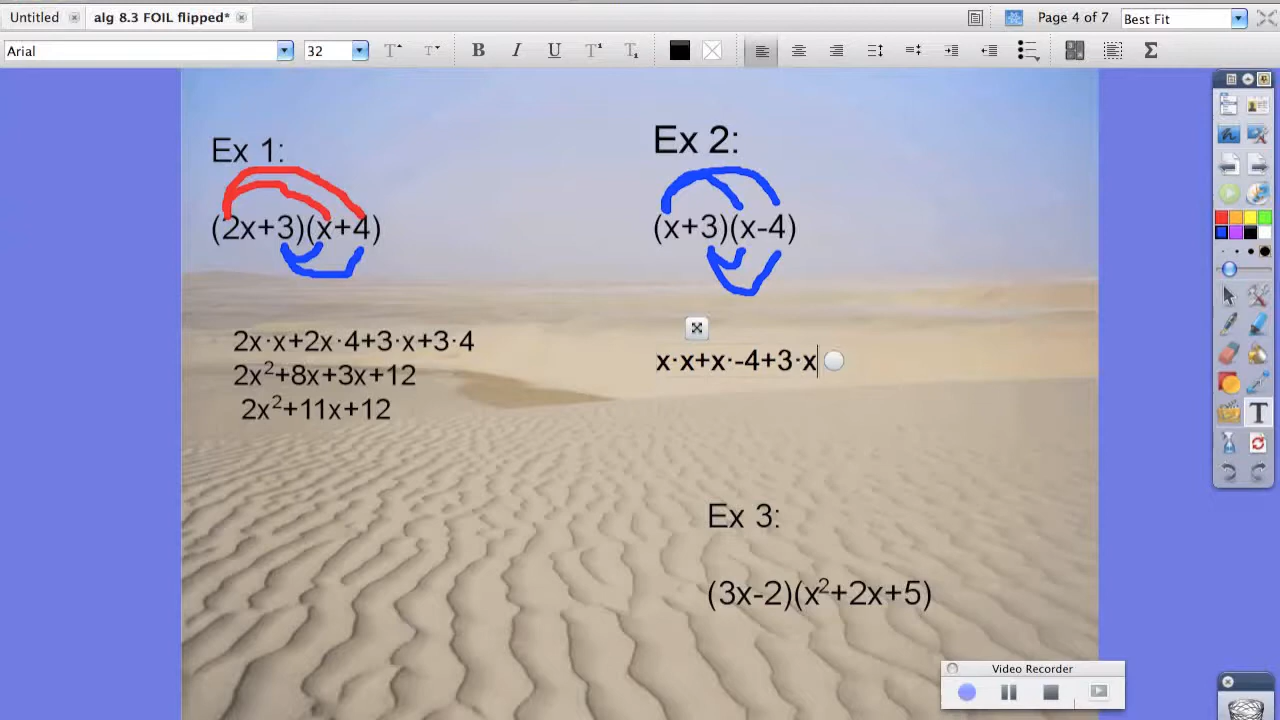 Untitled
alg 8.3 FOIL flipped*
Page 4 of 7
Best Fit
Arial
32
B I U T¹ T₁
Σ
Ex 1:
(2x+3)(x+4)
2x·x+2x·4+3·x+3·4
2x²+8x+3x+12
2x²+11x+12
Ex 2:
(x+3)(x-4)
x·x+x·-4+3·x
Ex 3:
(3x-2)(x²+2x+5)
T
Video Recorder